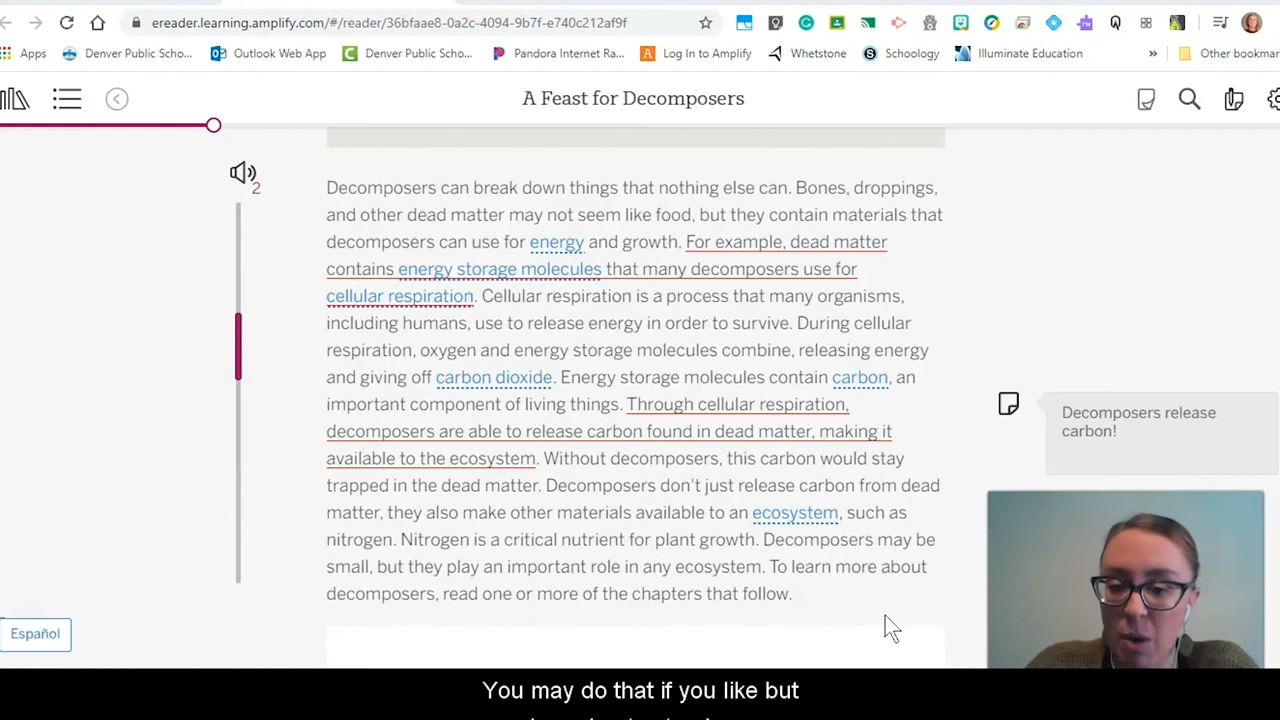 ereader.learning.amplify.com/#/reader/36bfaae8-0a2c-4094-9b7f-e740c212af9f
Apps Denver Public Scho... Outlook Web App Denver Public Scho... Pandora Internet Ra... Log In to Amplify Whetstone Schoology Illuminate Education » Other bookmar
A Feast for Decomposers
2
Decomposers can break down things that nothing else can. Bones, droppings,
and other dead matter may not seem like food, but they contain materials that
decomposers can use for energy and growth. For example, dead matter
contains energy storage molecules that many decomposers use for
cellular respiration. Cellular respiration is a process that many organisms,
including humans, use to release energy in order to survive. During cellular
respiration, oxygen and energy storage molecules combine, releasing energy
and giving off carbon dioxide. Energy storage molecules contain carbon, an
important component of living things. Through cellular respiration,
decomposers are able to release carbon found in dead matter, making it
available to the ecosystem. Without decomposers, this carbon would stay
trapped in the dead matter. Decomposers don't just release carbon from dead
matter, they also make other materials available to an ecosystem, such as
nitrogen. Nitrogen is a critical nutrient for plant growth. Decomposers may be
small, but they play an important role in any ecosystem. To learn more about
decomposers, read one or more of the chapters that follow.
Decomposers release
carbon!
Español
You may do that if you like but